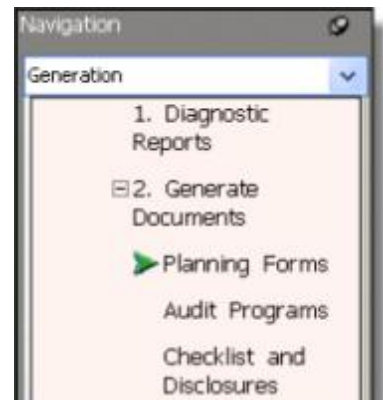 Navigation
Generation
1. Diagnostic
Reports
2. Generate
Documents
Planning Forms
Audit Programs
Checklist and
Disclosures